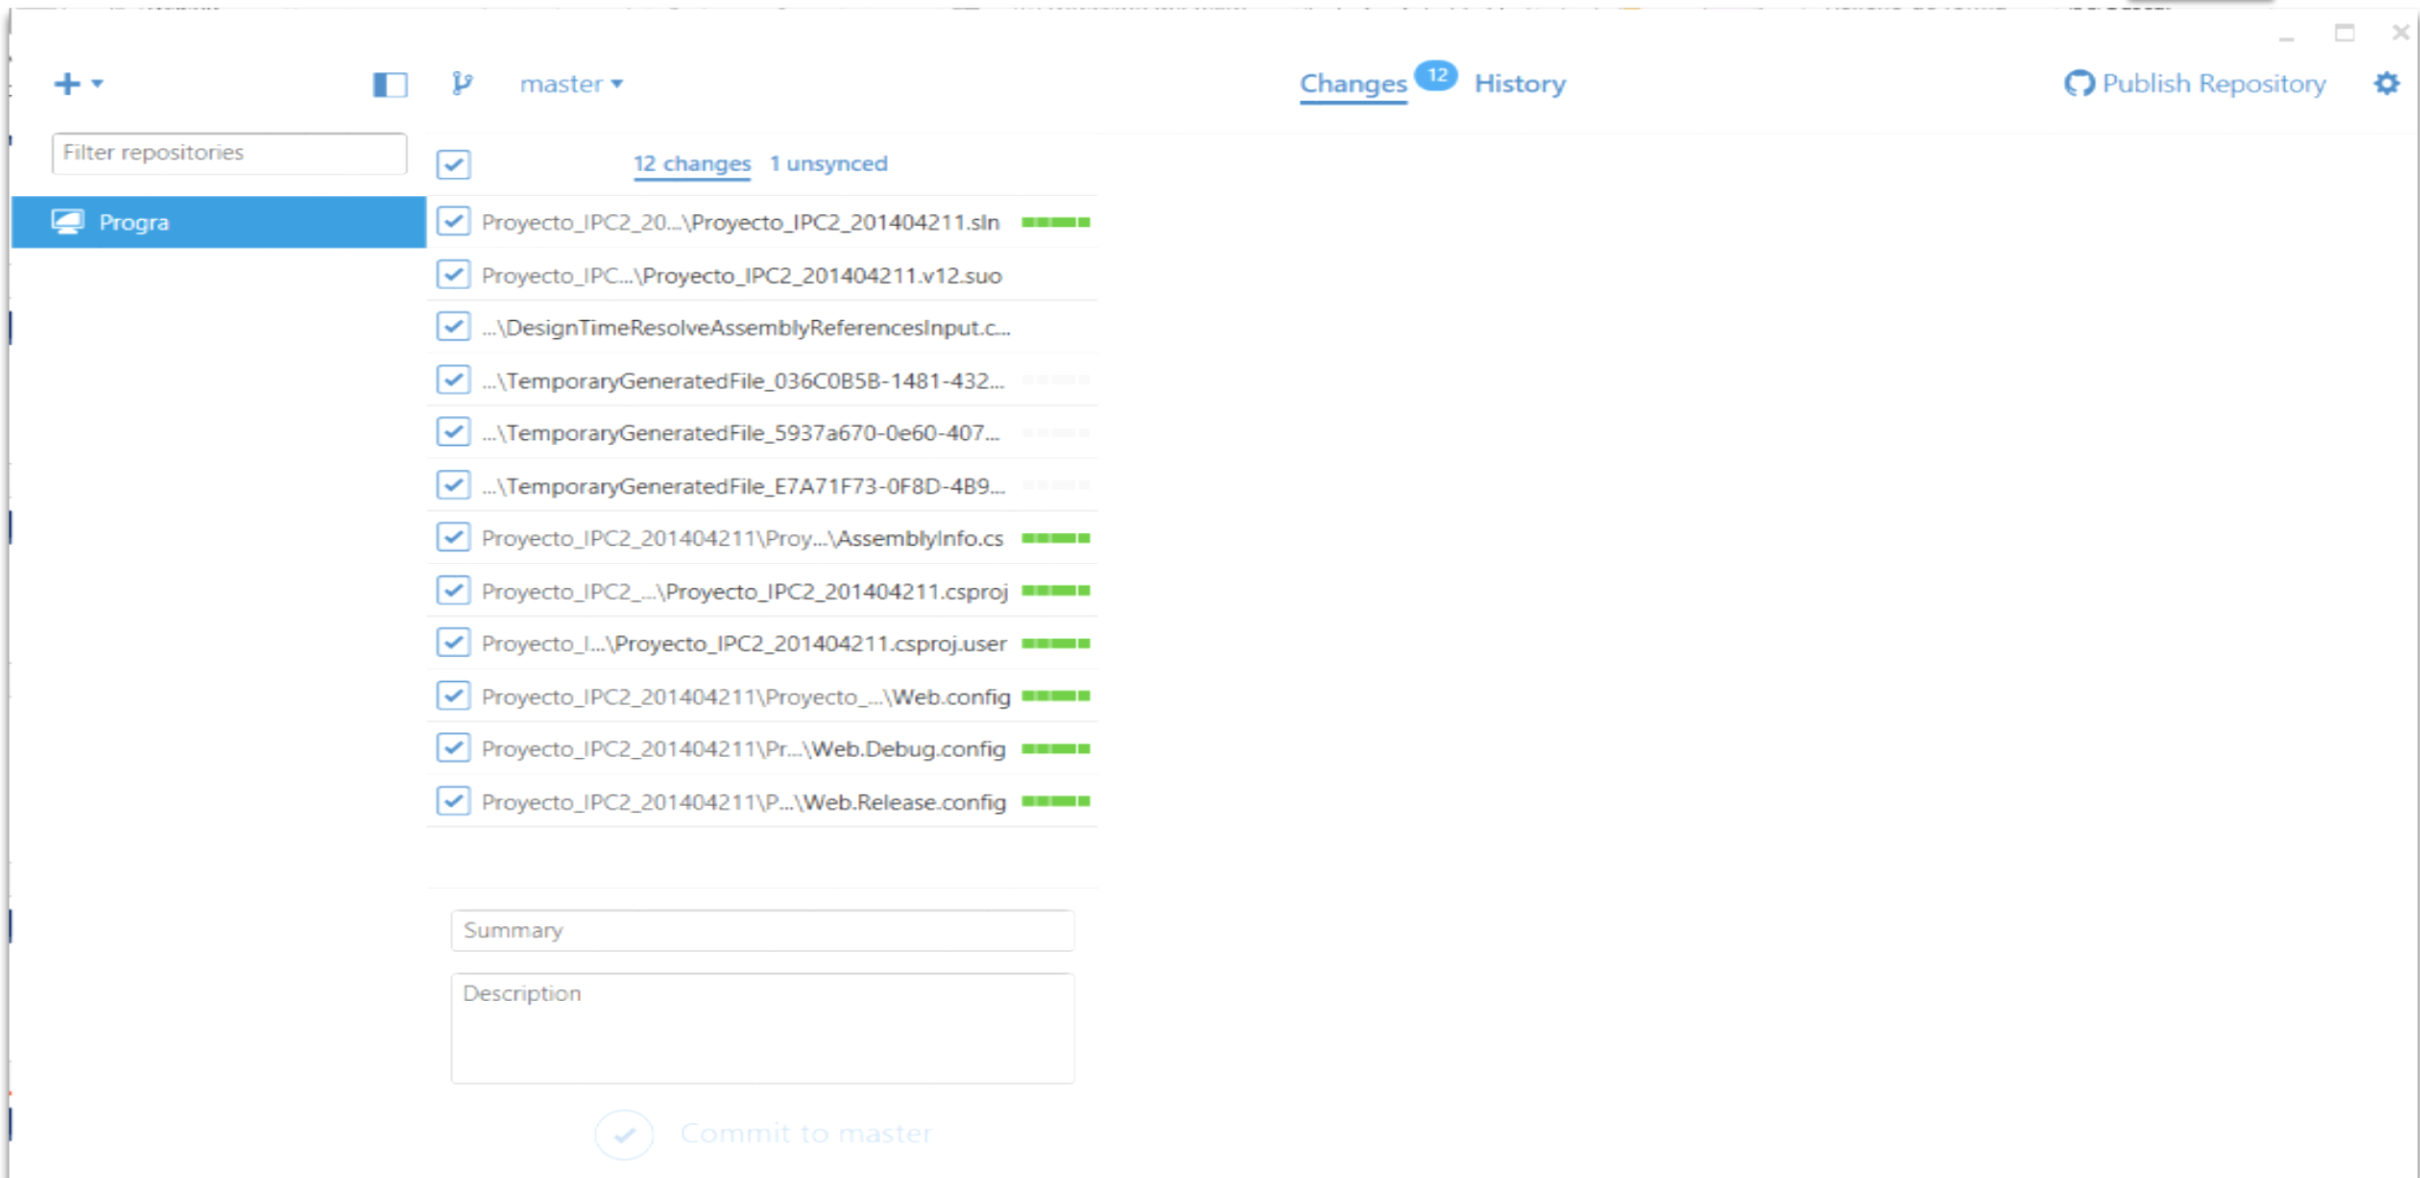 master
Changes 12 History
Publish Repository
Filter repositories
12 changes 1 unsynced
Progra
Proyecto_IPC2_20...\Proyecto_IPC2_201404211.sln
Proyecto_IPC...\Proyecto_IPC2_201404211.v12.suo
...\DesignTimeResolveAssemblyReferencesInput.c...
...\TemporaryGeneratedFile_036C0B5B-1481-432...
...\TemporaryGeneratedFile_5937a670-0e60-407...
...\TemporaryGeneratedFile_E7A71F73-0F8D-4B9...
Proyecto_IPC2_201404211\Proy...\AssemblyInfo.cs
Proyecto_IPC2_...\Proyecto_IPC2_201404211.csproj
Proyecto_I...\Proyecto_IPC2_201404211.csproj.user
Proyecto_IPC2_201404211\Proyecto_...\Web.config
Proyecto_IPC2_201404211\Pr...\Web.Debug.config
Proyecto_IPC2_201404211\P...\Web.Release.config
Summary
Description
Commit to master